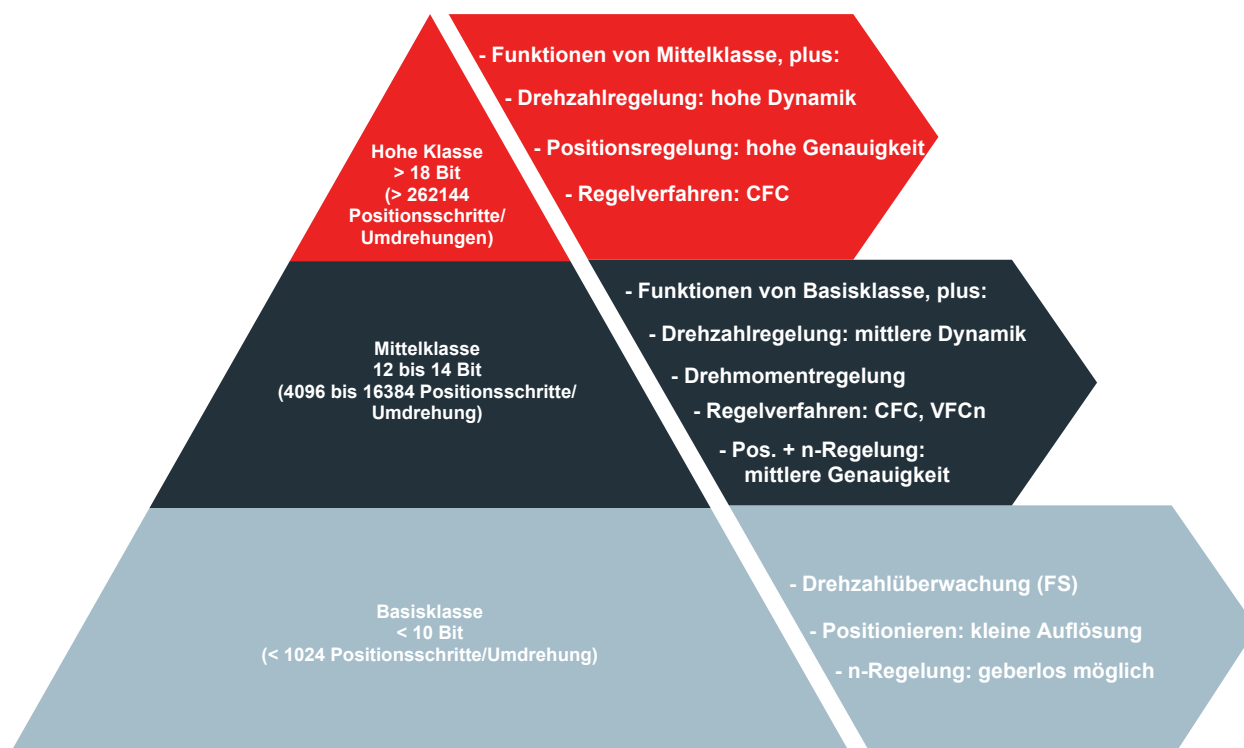 Hohe Klasse
> 18 Bit
(> 262144
Positionsschritte/
Umdrehungen)
- Funktionen von Mittelklasse, plus:
- Drehzahlregelung: hohe Dynamik
- Positionsregelung: hohe Genauigkeit
- Regelverfahren: CFC
Mittelklasse
12 bis 14 Bit
(4096 bis 16384 Positionsschritte/
Umdrehung)
- Funktionen von Basisklasse, plus:
- Drehzahlregelung: mittlere Dynamik
- Drehmomentregelung
- Regelverfahren: CFC, VFCn
- Pos. + n-Regelung:
mittlere Genauigkeit
Basisklasse
< 10 Bit
(< 1024 Positionsschritte/Umdrehung)
- Drehzahlüberwachung (FS)
- Positionieren: kleine Auflösung
- n-Regelung: geberlos möglich